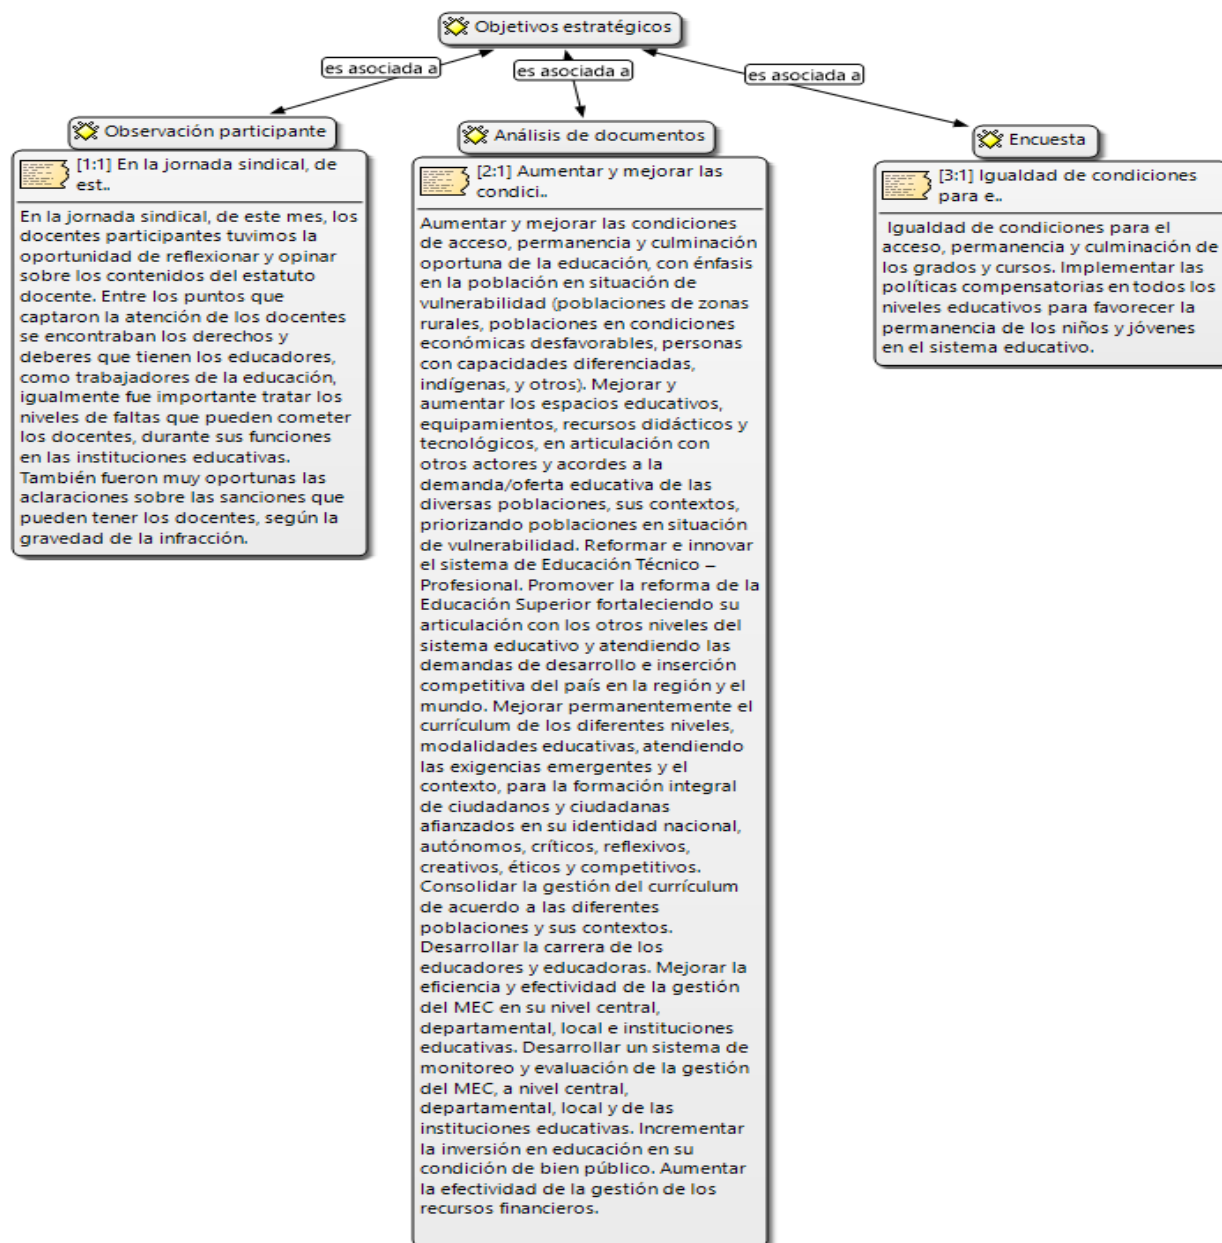 Objetivos estratégicos
es asociada a
es asociada a
es asociada a
Observación participante
[1:1] En la jornada sindical, de
est..
En la jornada sindical, de este mes, los
docentes participantes tuvimos la
oportunidad de reflexionar y opinar
sobre los contenidos del estatuto
docente. Entre los puntos que
captaron la atención de los docentes
se encontraban los derechos y
deberes que tienen los educadores,
como trabajadores de la educación,
igualmente fue importante tratar los
niveles de faltas que pueden cometer
los docentes, durante sus funciones
en las instituciones educativas.
También fueron muy oportunas las
aclaraciones sobre las sanciones que
pueden tener los docentes, según la
gravedad de la infracción.
Análisis de documentos
[2:1] Aumentar y mejorar las
condici..
Aumentar y mejorar las condiciones
de acceso, permanencia y culminación
oportuna de la educación, con énfasis
en la población en situación de
vulnerabilidad (poblaciones de zonas
rurales, poblaciones en condiciones
económicas desfavorables, personas
con capacidades diferenciadas,
indígenas, y otros). Mejorar y
aumentar los espacios educativos,
equipamientos, recursos didácticos y
tecnológicos, en articulación con
otros actores y acordes a la
demanda/oferta educativa de las
diversas poblaciones, sus contextos,
priorizando poblaciones en situación
de vulnerabilidad. Reformar e innovar
el sistema de Educación Técnico –
Profesional. Promover la reforma de la
Educación Superior fortaleciendo su
articulación con los otros niveles del
sistema educativo y atendiendo las
demandas de desarrollo e inserción
competitiva del país en la región y el
mundo. Mejorar permanentemente el
currículum de los diferentes niveles,
modalidades educativas, atendiendo
las exigencias emergentes y el
contexto, para la formación integral
de ciudadanos y ciudadanas
afianzados en su identidad nacional,
autónomos, críticos, reflexivos,
creativos, éticos y competitivos.
Consolidar la gestión del currículum
de acuerdo a las diferentes
poblaciones y sus contextos.
Desarrollar la carrera de los
educadores y educadoras. Mejorar la
eficiencia y efectividad de la gestión
del MEC en su nivel central,
departamental, local e instituciones
educativas. Desarrollar un sistema de
monitoreo y evaluación de la gestión
del MEC, a nivel central,
departamental, local y de las
instituciones educativas. Incrementar
la inversión en educación en su
condición de bien público. Aumentar
la efectividad de la gestión de los
recursos financieros.
Encuesta
[3:1] Igualdad de condiciones
para e..
Igualdad de condiciones para el
acceso, permanencia y culminación de
los grados y cursos. Implementar las
políticas compensatorias en todos los
niveles educativos para favorecer la
permanencia de los niños y jóvenes
en el sistema educativo.